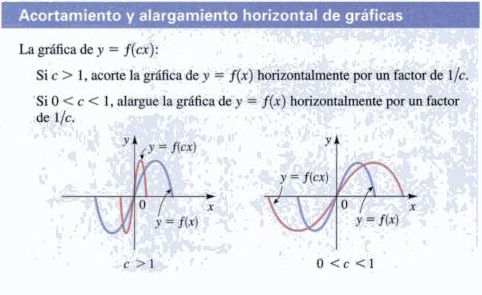 Acortamiento y alargamiento horizontal de gráficas
La gráfica de y = f(cx):
Si c > 1, acorte la gráfica de y = f(x) horizontalmente por un factor de 1/c.
Si 0 < c < 1, alargue la gráfica de y = f(x) horizontalmente por un factor
de 1/c.
y
y = f(cx)
0
x
y = f(x)
c > 1
y
y = f(cx)
0
x
y = f(x)
0 < c < 1